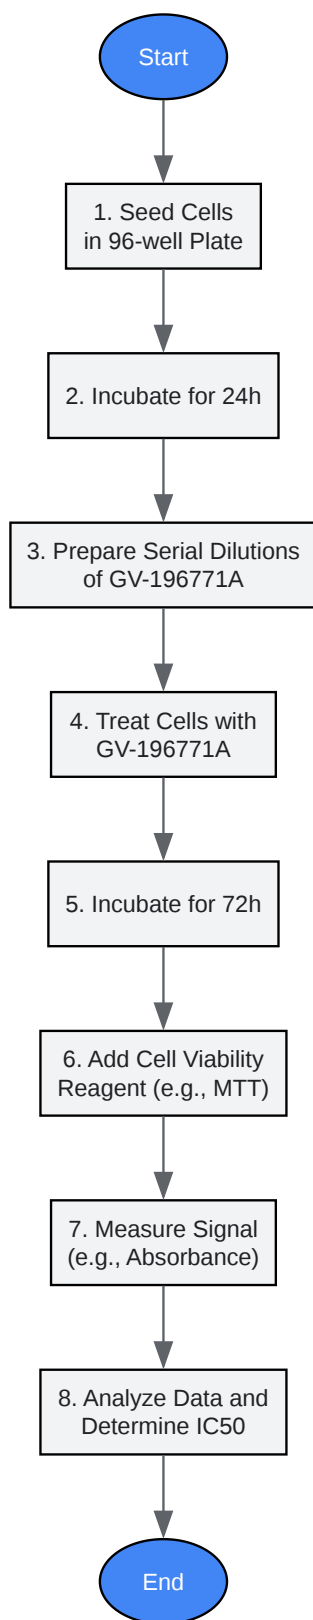 Start
1. Seed Cells
in 96-well Plate
2. Incubate for 24h
3. Prepare Serial Dilutions
of GV-196771A
4. Treat Cells with
GV-196771A
5. Incubate for 72h
6. Add Cell Viability
Reagent (e.g., MTT)
7. Measure Signal
(e.g., Absorbance)
8. Analyze Data and
Determine IC50
End